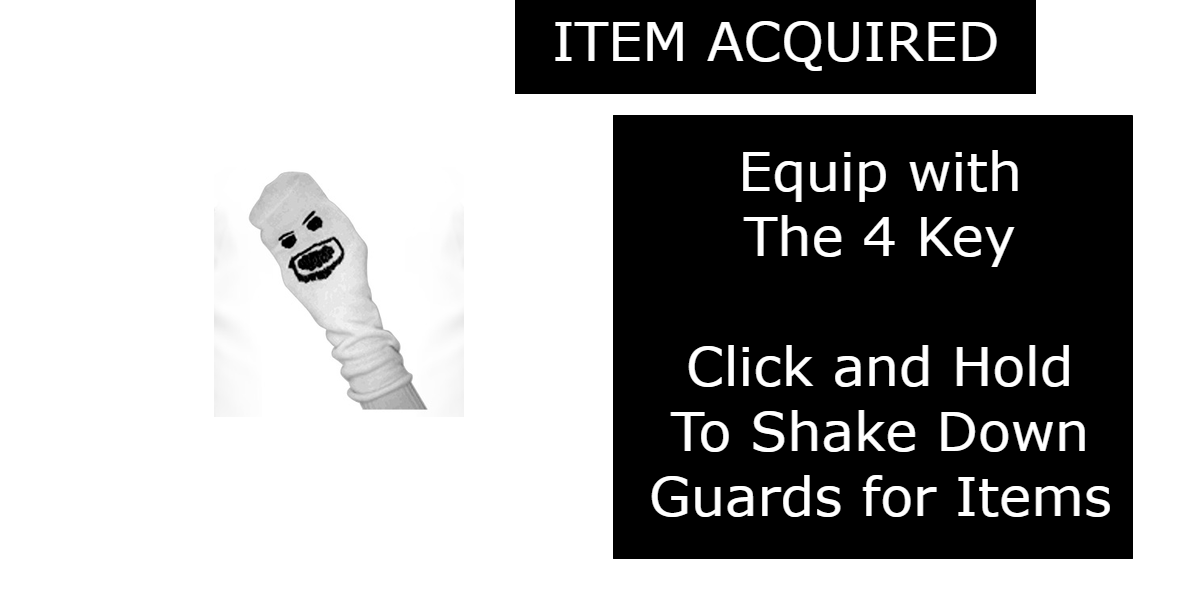 ITEM ACQUIRED
Equip with
The 4 Key
Click and Hold
To Shake Down
Guards for Items